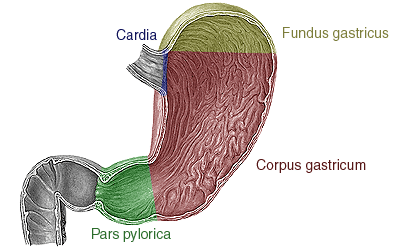 Cardia
Fundus gastricus
Corpus gastricum
Pars pylorica